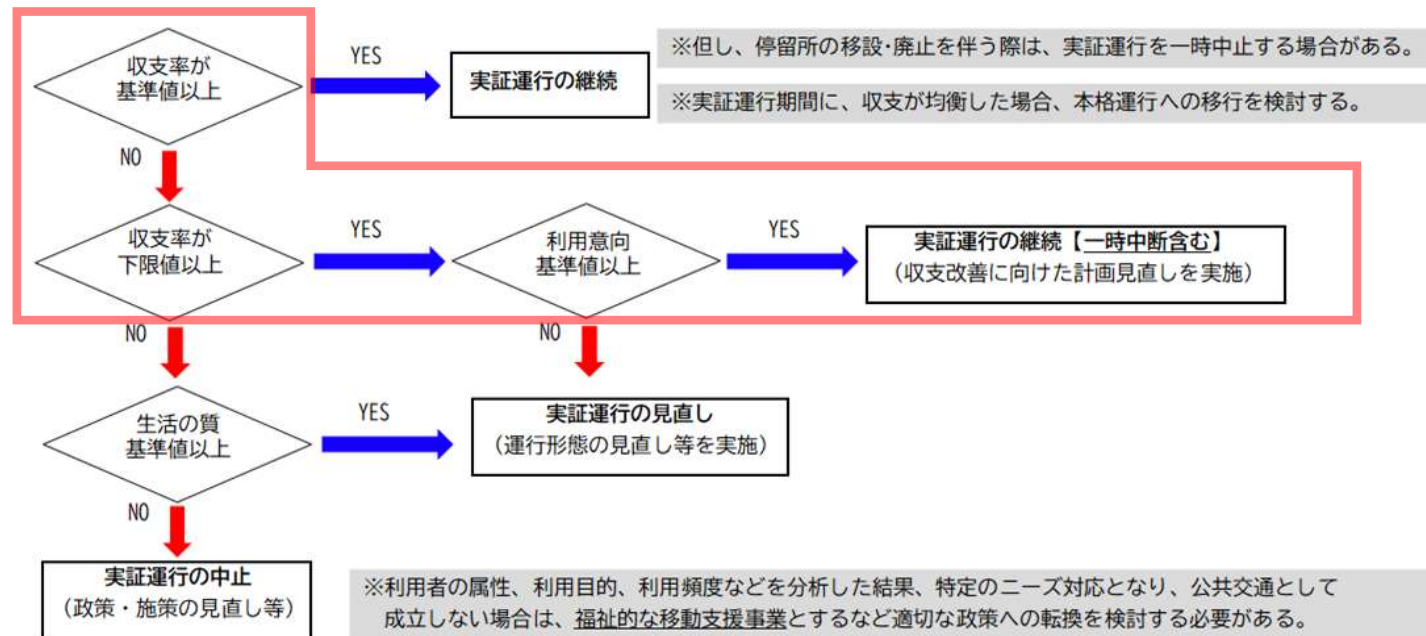 収支率が
基準値以上
YES
実証運行の継続
※但し、停留所の移設・廃止を伴う際は、実証運行を一時中止する場合がある。
※実証運行期間に、収支が均衡した場合、本格運行への移行を検討する。
NO
収支率が
下限値以上
YES
利用意向
基準値以上
YES
実証運行の継続【一時中断含む】
（収支改善に向けた計画見直しを実施）
NO
NO
生活の質
基準値以上
YES
実証運行の見直し
（運行形態の見直し等を実施）
NO
実証運行の中止
（政策・施策の見直し等）
※利用者の属性、利用目的、利用頻度などを分析した結果、特定のニーズ対応となり、公共交通として
成立しない場合は、福祉的な移動支援事業とするなど適切な政策への転換を検討する必要がある。